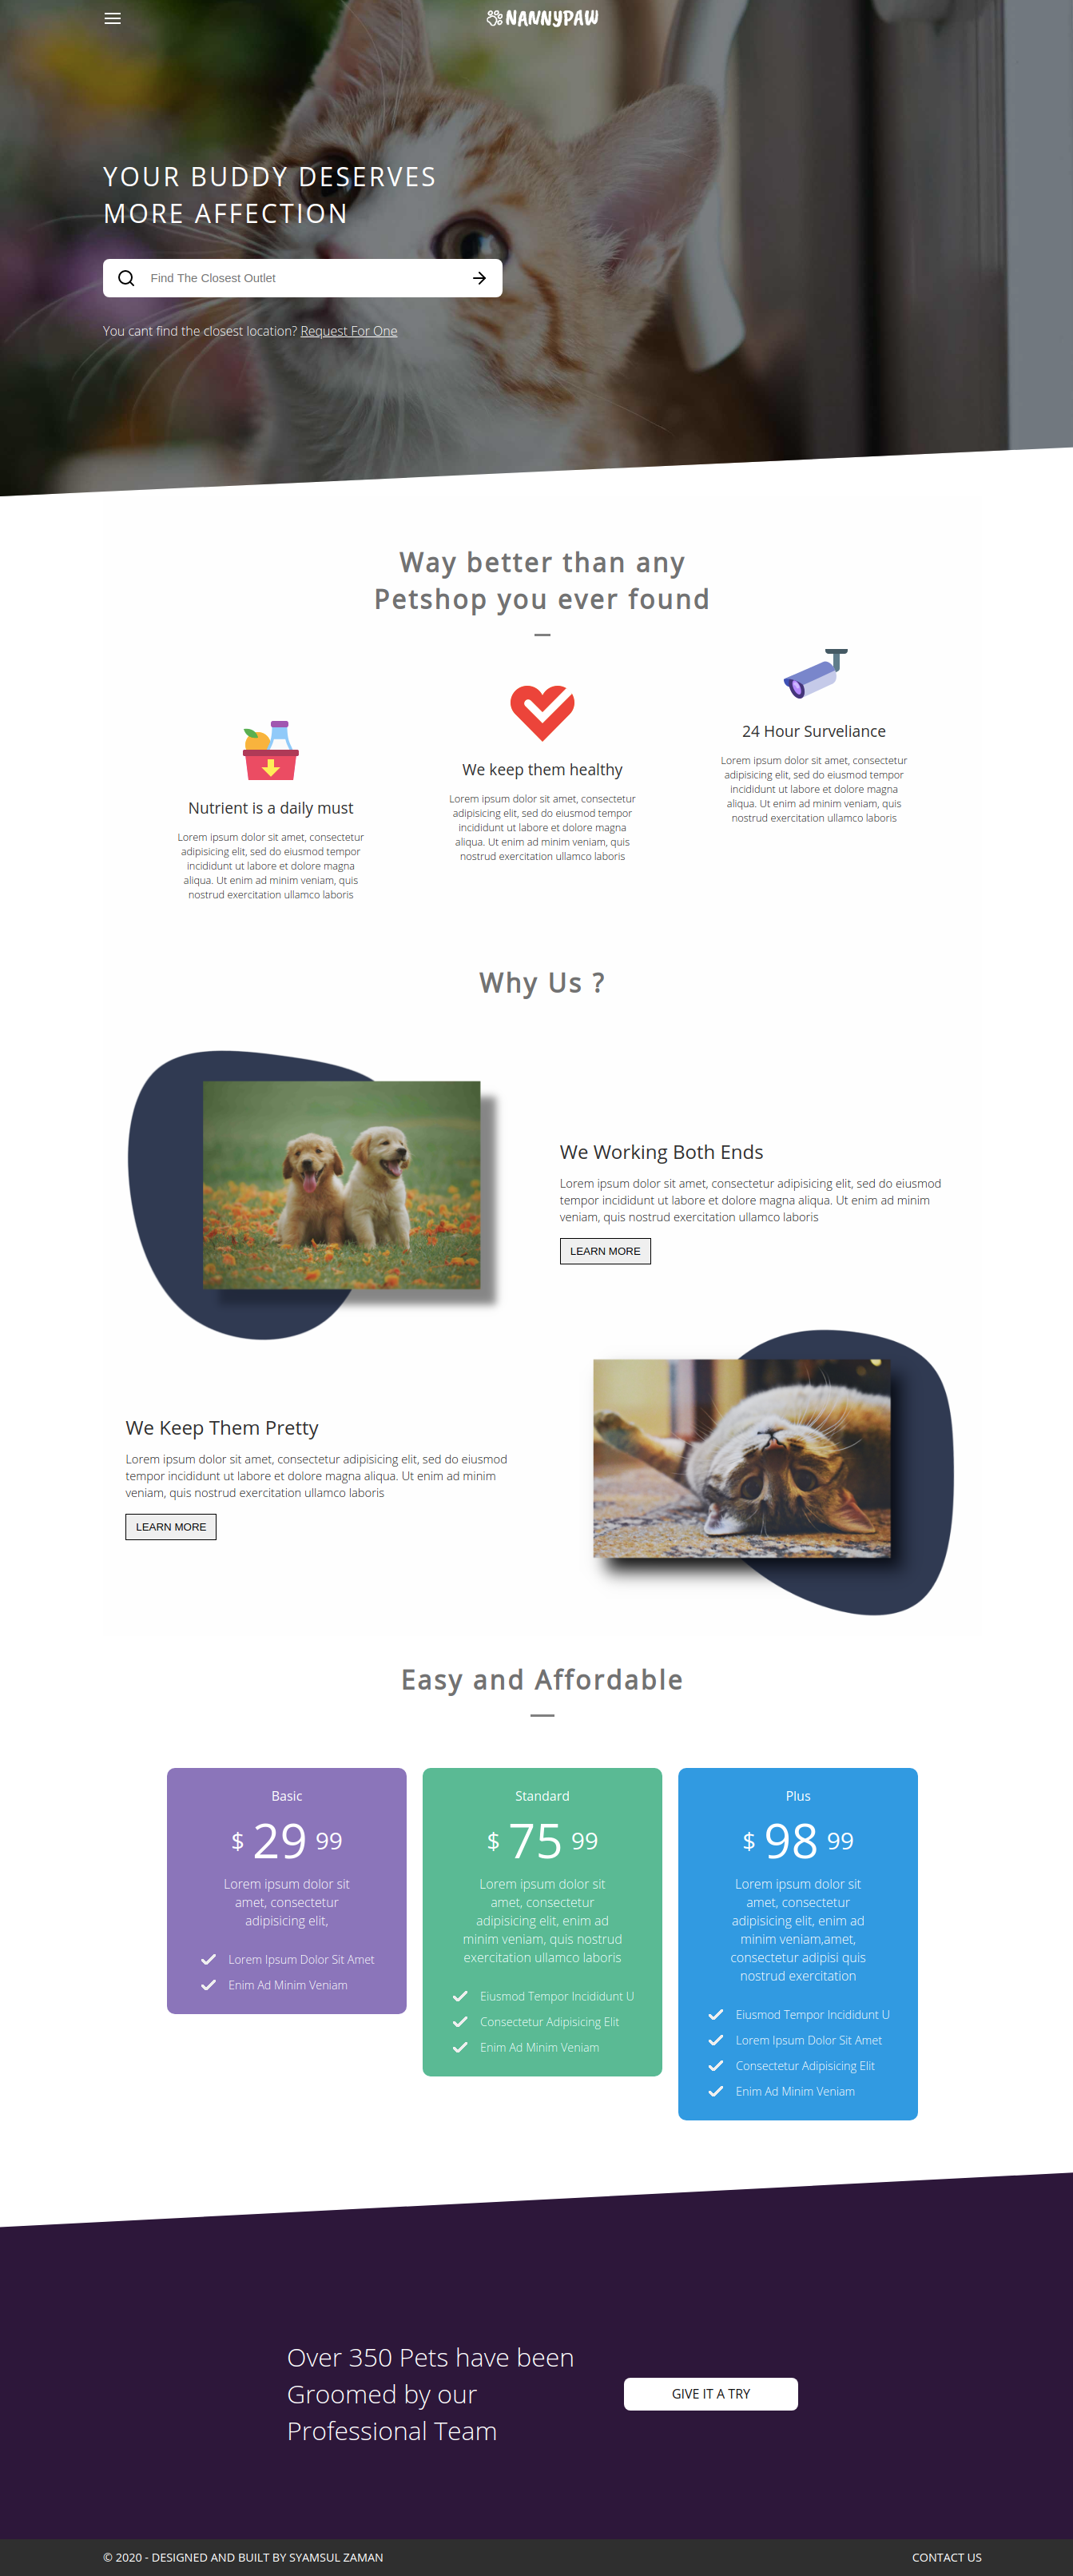 NANNYPAW
YOUR BUDDY DESERVES
MORE AFFECTION
Find The Closest Outlet
You cant find the closest location? Request For One
Way better than any
Petshop you ever found
Nutrient is a daily must
Lorem ipsum dolor sit amet, consectetur
adipisicing elit, sed do eiusmod tempor
incididunt ut labore et dolore magna
aliqua. Ut enim ad minim veniam, quis
nostrud exercitation ullamco laboris
We keep them healthy
Lorem ipsum dolor sit amet, consectetur
adipisicing elit, sed do eiusmod tempor
incididunt ut labore et dolore magna
aliqua. Ut enim ad minim veniam, quis
nostrud exercitation ullamco laboris
24 Hour Surveliance
Lorem ipsum dolor sit amet, consectetur
adipisicing elit, sed do eiusmod tempor
incididunt ut labore et dolore magna
aliqua. Ut enim ad minim veniam, quis
nostrud exercitation ullamco laboris
Why Us ?
We Working Both Ends
Lorem ipsum dolor sit amet, consectetur adipisicing elit, sed do eiusmod
tempor incididunt ut labore et dolore magna aliqua. Ut enim ad minim
veniam, quis nostrud exercitation ullamco laboris
LEARN MORE
We Keep Them Pretty
Lorem ipsum dolor sit amet, consectetur adipisicing elit, sed do eiusmod
tempor incididunt ut labore et dolore magna aliqua. Ut enim ad minim
veniam, quis nostrud exercitation ullamco laboris
LEARN MORE
Easy and Affordable
Basic
$ 29 99
Lorem ipsum dolor sit
amet, consectetur
adipisicing elit,
Lorem Ipsum Dolor Sit Amet
Enim Ad Minim Veniam
Standard
$ 75 99
Lorem ipsum dolor sit
amet, consectetur
adipisicing elit, enim ad
minim veniam, quis nostrud
exercitation ullamco laboris
Eiusmod Tempor Incididunt U
Consectetur Adipisicing Elit
Enim Ad Minim Veniam
Plus
$ 98 99
Lorem ipsum dolor sit
amet, consectetur
adipisicing elit, enim ad
minim veniam,amet,
consectetur adipisi quis
nostrud exercitation
Eiusmod Tempor Incididunt U
Lorem Ipsum Dolor Sit Amet
Consectetur Adipisicing Elit
Enim Ad Minim Veniam
Over 350 Pets have been
Groomed by our
Professional Team
GIVE IT A TRY
© 2020 - DESIGNED AND BUILT BY SYAMSUL ZAMAN
CONTACT US